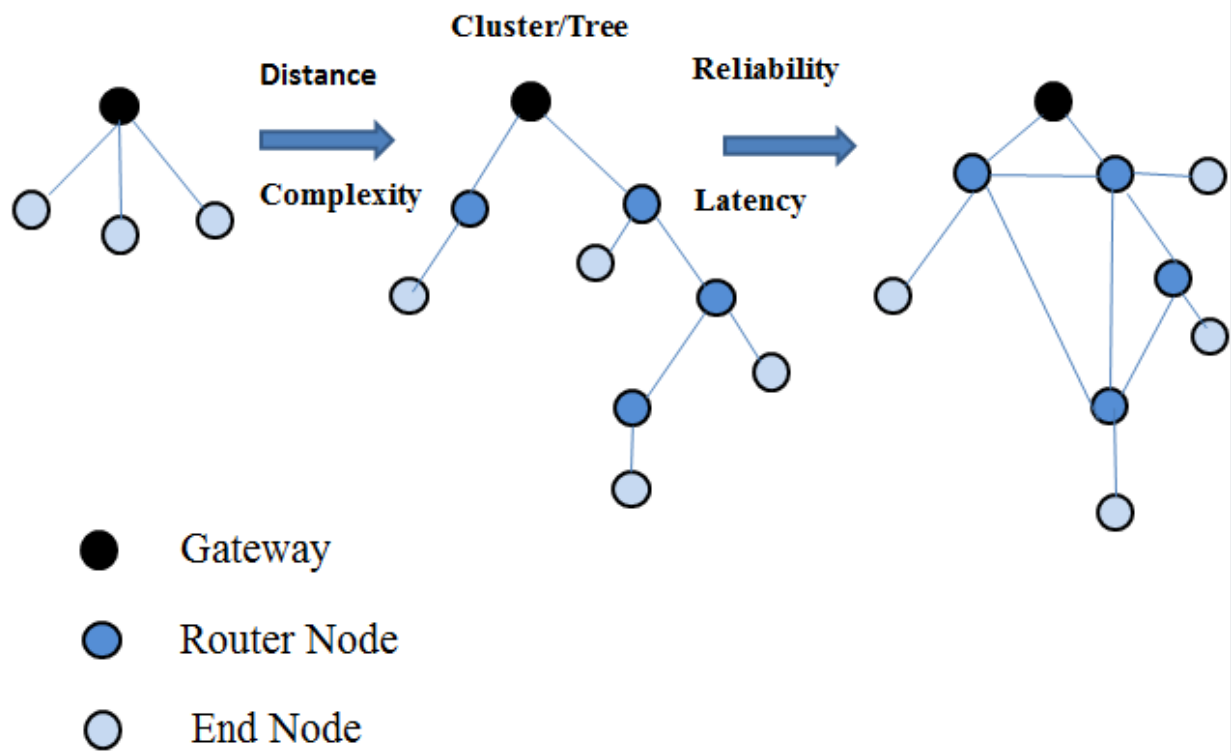 Cluster/Tree
Distance
Reliability
Complexity
Latency
Gateway
Router Node
End Node